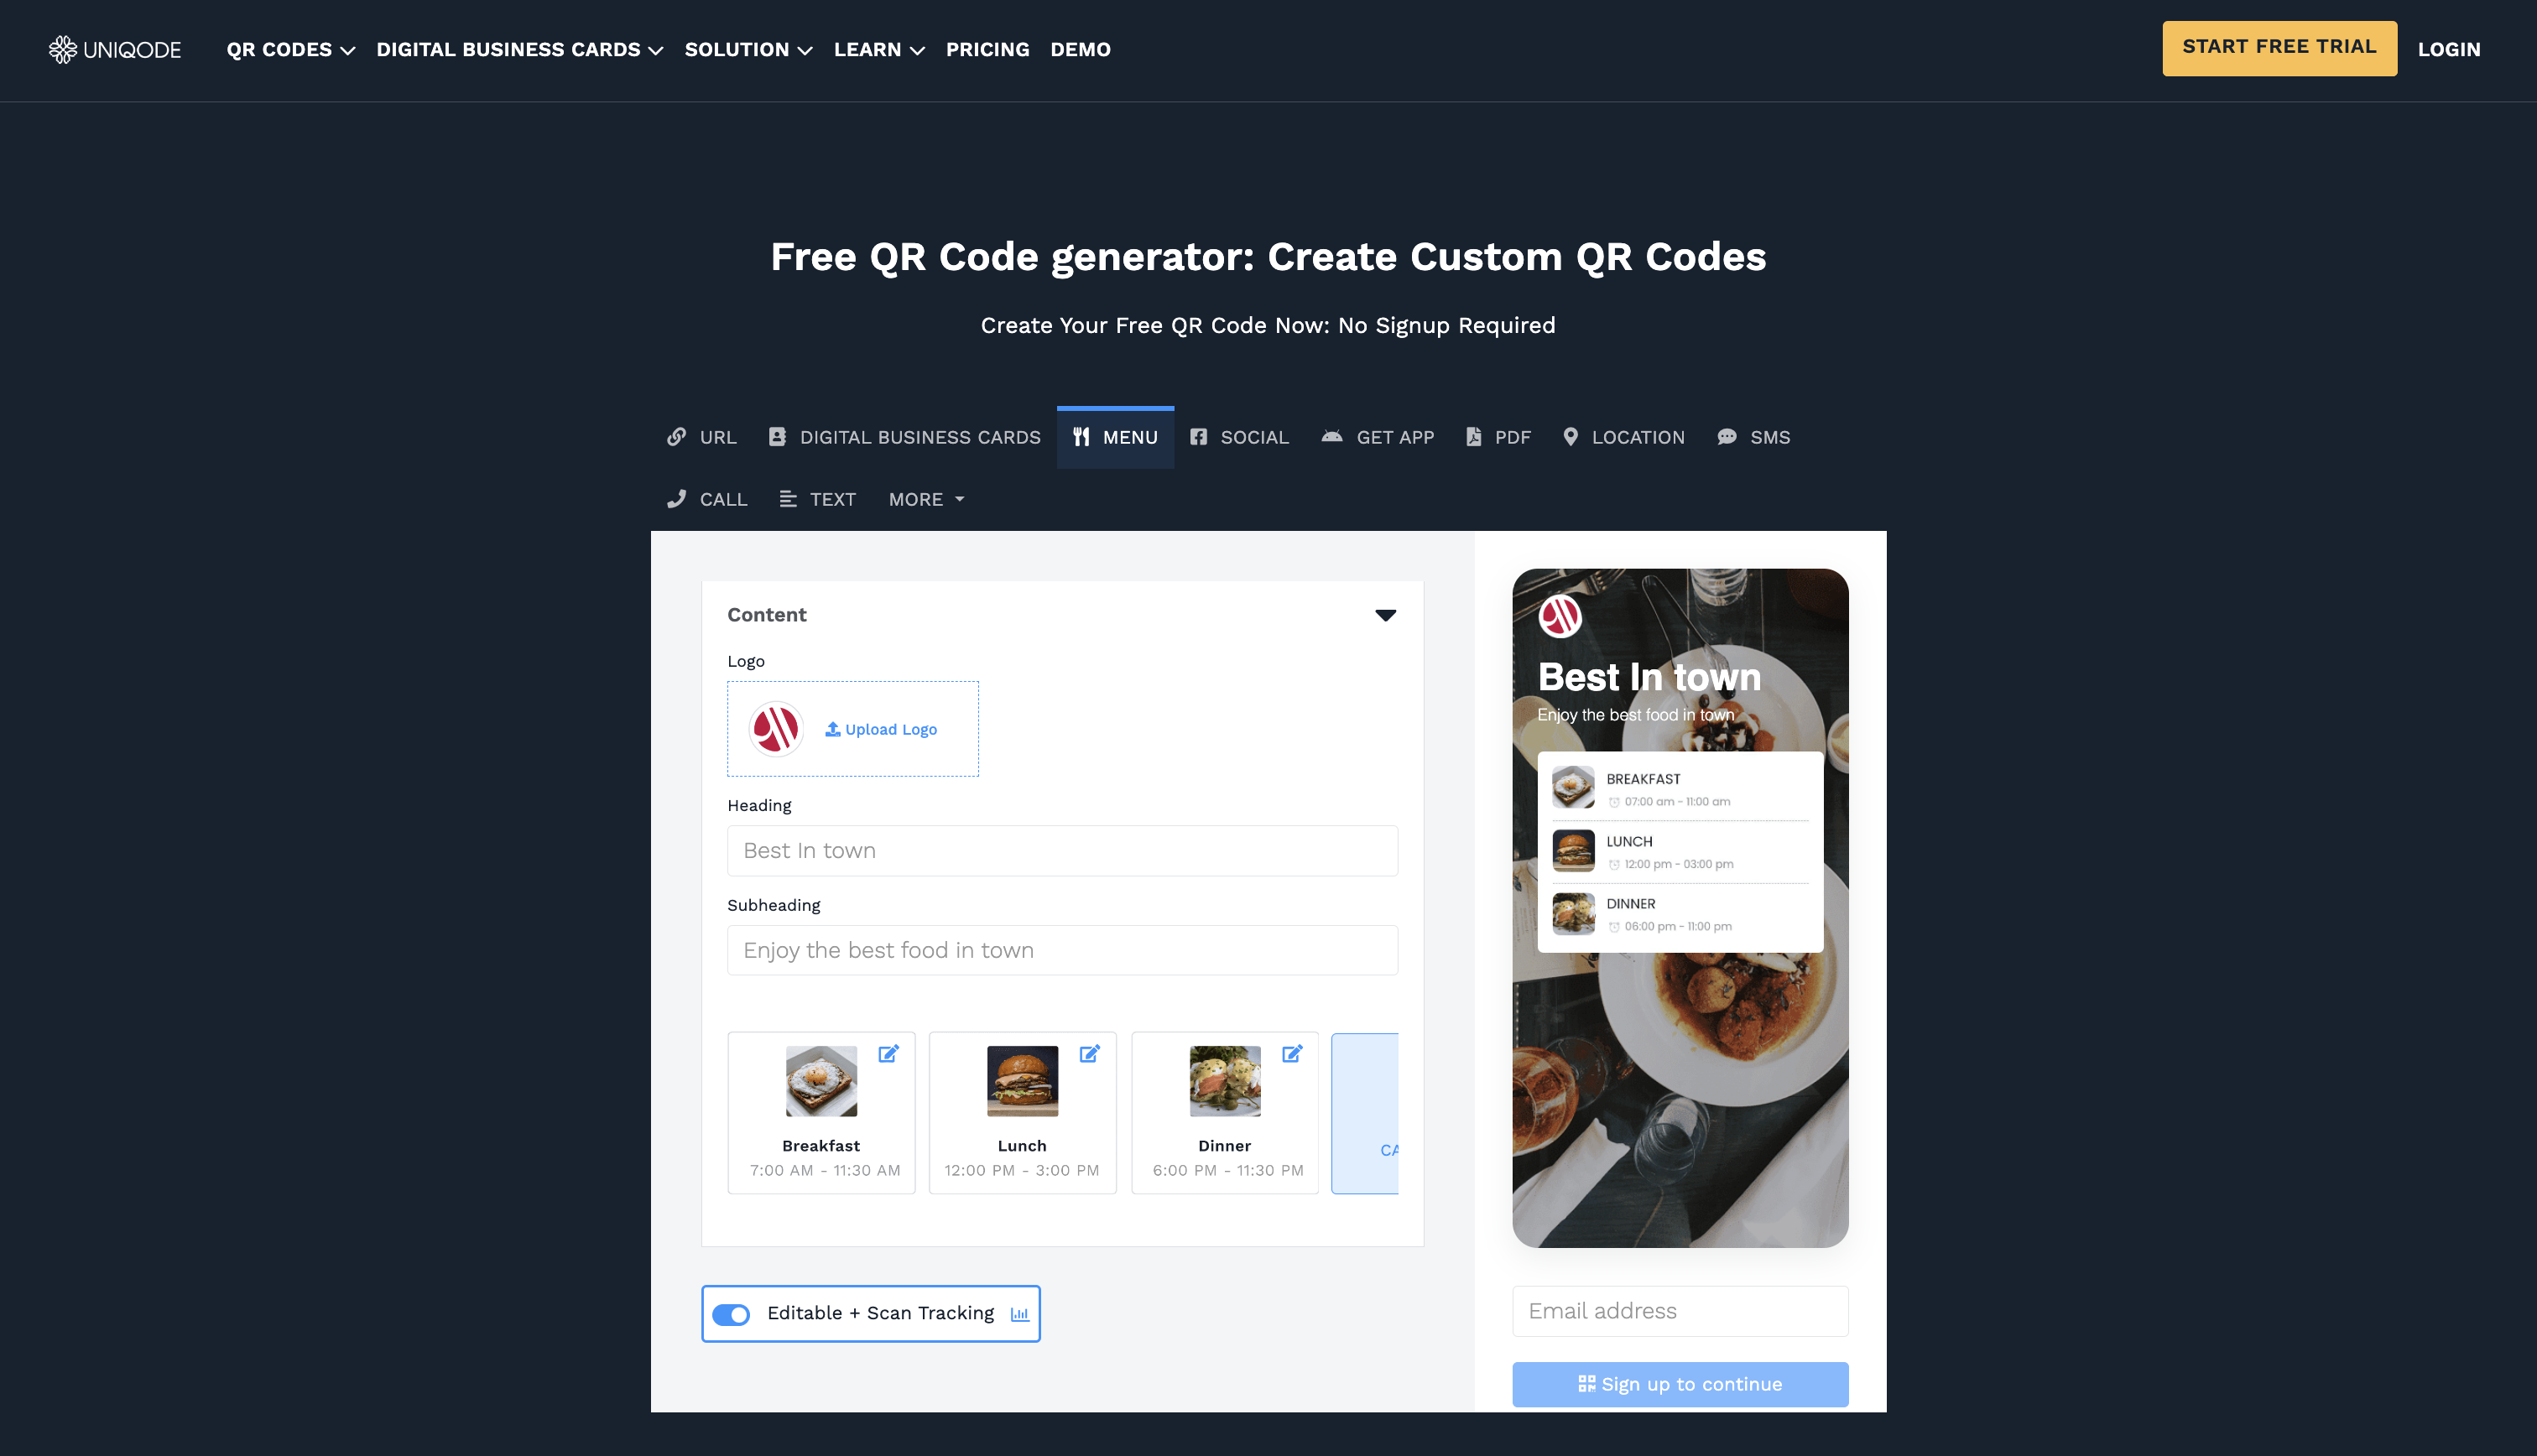 UNIQODE
QR CODES
DIGITAL BUSINESS CARDS
SOLUTION
LEARN
PRICING
DEMO
START FREE TRIAL
LOGIN
Free QR Code generator: Create Custom QR Codes
Create Your Free QR Code Now: No Signup Required
URL
DIGITAL BUSINESS CARDS
MENU
SOCIAL
GET APP
PDF
LOCATION
SMS
CALL
TEXT
MORE
Content
Logo
Upload Logo
Heading
Best In town
Subheading
Enjoy the best food in town
Breakfast
7:00 AM - 11:30 AM
Lunch
12:00 PM - 3:00 PM
Dinner
6:00 PM - 11:30 PM
CA
Editable + Scan Tracking
Best In town
Enjoy the best food in town
BREAKFAST
07:00 am - 11:00 am
LUNCH
12:00 pm - 03:00 pm
DINNER
06:00 pm - 11:00 pm
Email address
Sign up to continue